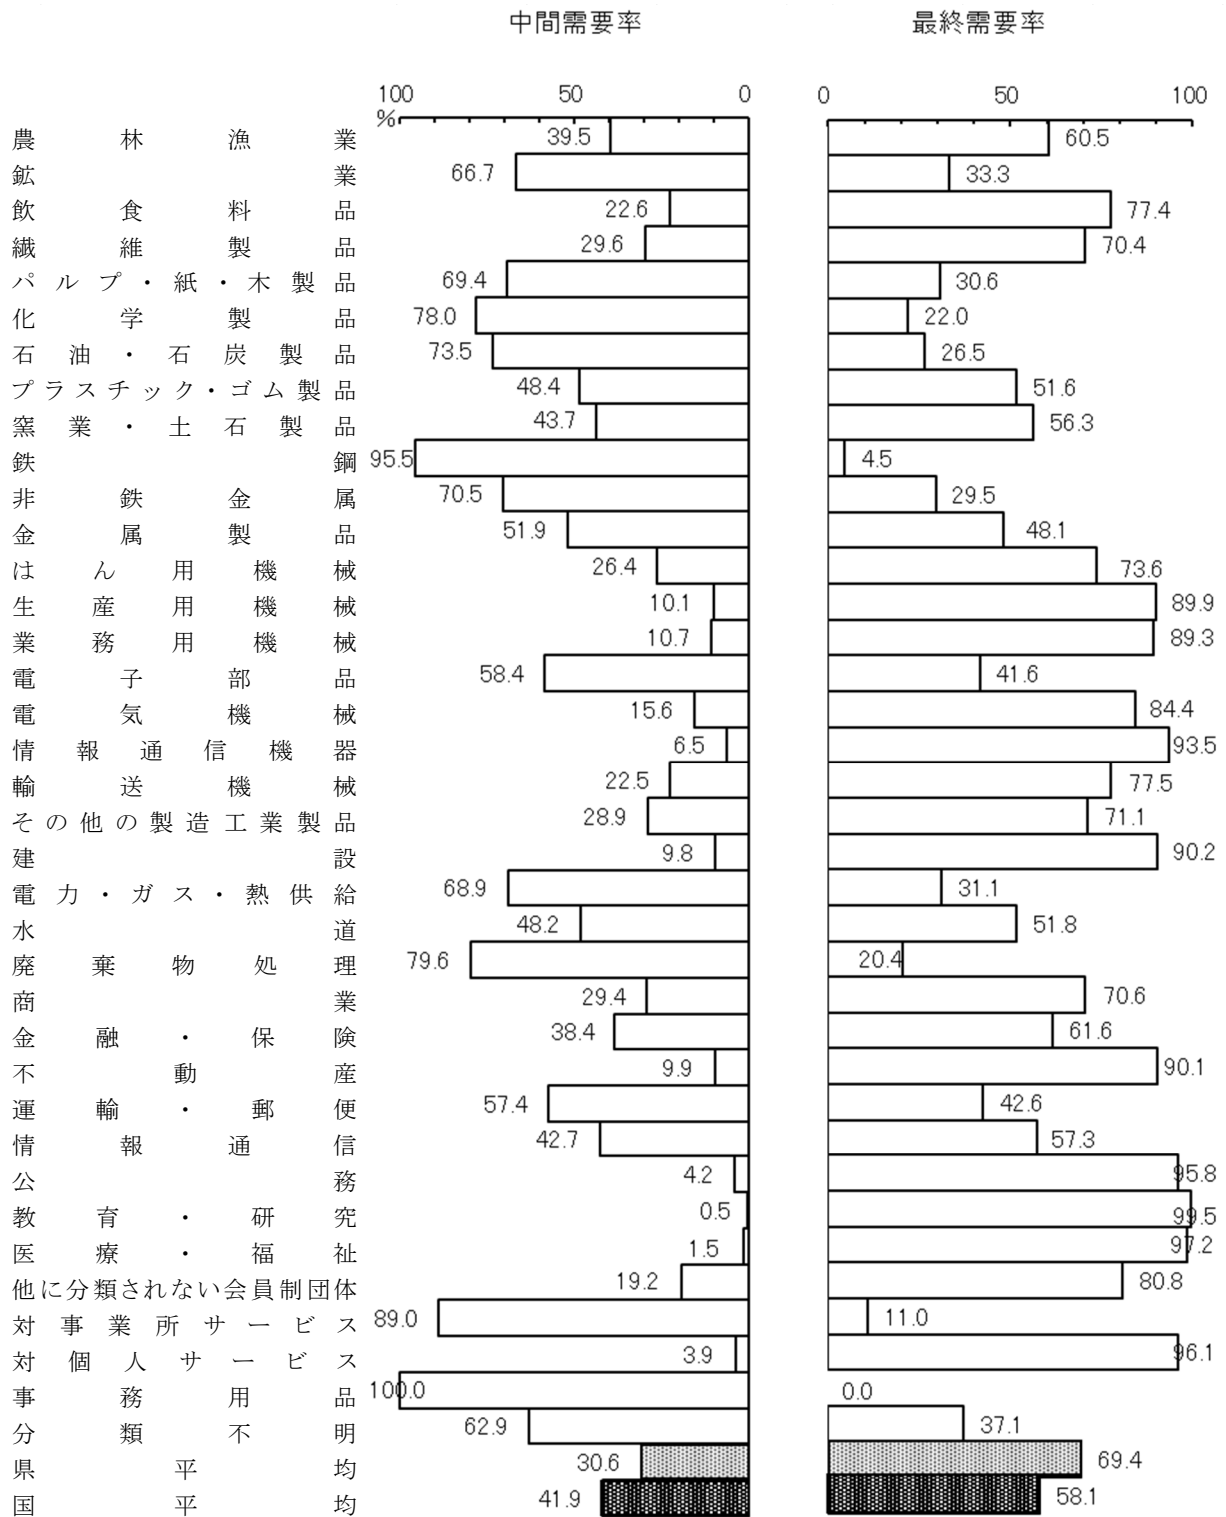 中間需要率 最終需要率
100 50 0 0 50 100
%
農林漁業 39.5 60.5
鉱業 66.7 33.3
飲食料品 22.6 77.4
繊維製品 29.6 70.4
パルプ・紙・木製品 69.4 30.6
化学製品 78.0 22.0
石油・石炭製品 73.5 26.5
プラスチック・ゴム製品 48.4 51.6
窯業・土石製品 43.7 56.3
鉄鋼 95.5 4.5
非鉄金属 70.5 29.5
金属製品 51.9 48.1
はん用機械 26.4 73.6
生産用機械 10.1 89.9
業務用機械 10.7 89.3
電子部品 58.4 41.6
電気機械 15.6 84.4
情報通信機器 6.5 93.5
輸送機械 22.5 77.5
その他の製造工業製品 28.9 71.1
建設 9.8 90.2
電力・ガス・熱供給 68.9 31.1
水道 48.2 51.8
廃棄物処理 79.6 20.4
商業 29.4 70.6
金融・保険 38.4 61.6
不動産 9.9 90.1
運輸・郵便 57.4 42.6
情報通信 42.7 57.3
公務 4.2 95.8
教育・研究 0.5 99.5
医療・福祉 1.5 97.2
他に分類されない会員制団体 19.2 80.8
対事業所サービス 89.0 11.0
対個人サービス 3.9 96.1
事務用品 100.0 0.0
分類不明 62.9 37.1
県平均 30.6 69.4
国平均 41.9 58.1